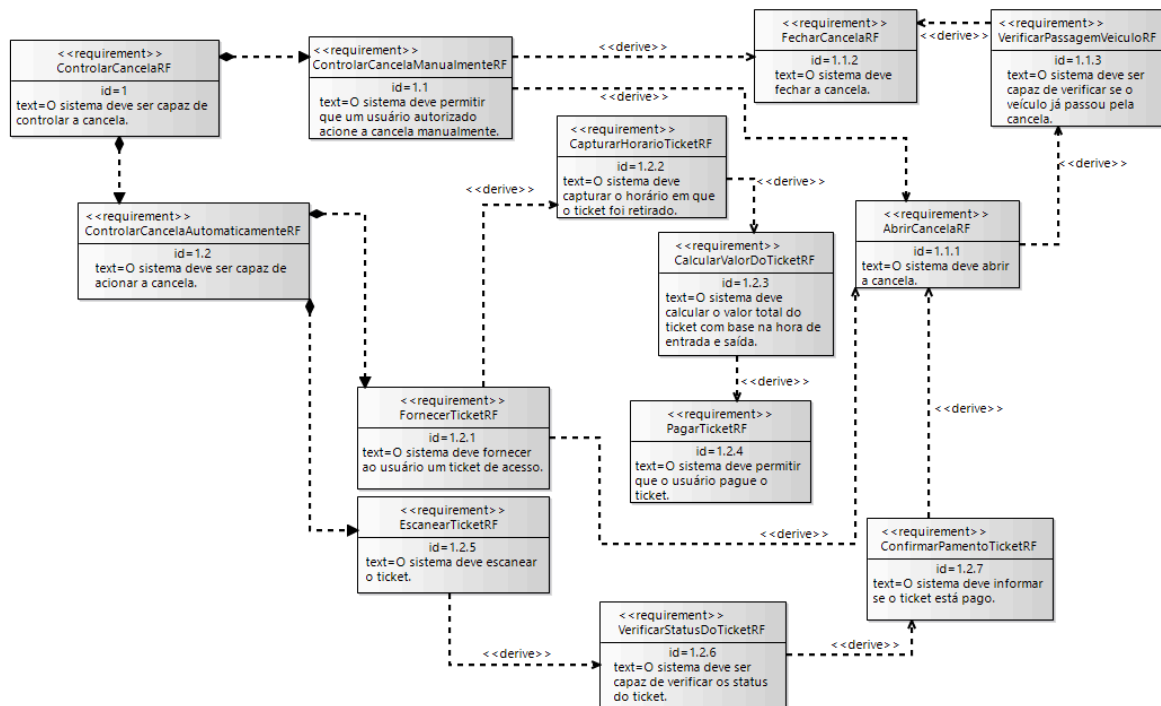 <<requirement>>
ControlarCancelaRF
id=1
text=O sistema deve ser capaz de
controlar a cancela.
<<requirement>>
ControlarCancelaManualmenteRF
id=1.1
text=O sistema deve permitir
que um usuário autorizado
acione a cancela manualmente.
<<derive>>
<<requirement>>
FecharCancelaRF
id=1.1.2
text=O sistema deve
fechar a cancela.
<<derive>>
<<requirement>>
VerificarPassagemVeiculoRF
id=1.1.3
text=O sistema deve ser
capaz de verificar se o
veículo já passou pela
cancela.
<<derive>>
<<requirement>>
CapturarHorarioTicketRF
id=1.2.2
text=O sistema deve
capturar o horário em que
o ticket foi retirado.
<<derive>>
<<derive>>
<<derive>>
<<requirement>>
ControlarCancelaAutomaticamenteRF
id=1.2
text=O sistema deve ser capaz de
acionar a cancela.
<<requirement>>
CalcularValorDoTicketRF
id=1.2.3
text=O sistema deve
calcular o valor total do
ticket com base na hora de
entrada e saída.
<<requirement>>
AbrirCancelaRF
id=1.1.1
text=O sistema deve abrir
a cancela.
<<derive>>
<<requirement>>
FornecerTicketRF
id=1.2.1
text=O sistema deve fornecer
ao usuário um ticket de acesso.
<<requirement>>
PagarTicketRF
id=1.2.4
text=O sistema deve permitir
que o usuário pague o
ticket.
<<derive>>
<<derive>>
<<requirement>>
EscanearTicketRF
id=1.2.5
text=O sistema deve escanear
o ticket.
<<requirement>>
ConfirmarPamentoTicketRF
id=1.2.7
text=O sistema deve informar
se o ticket está pago.
<<derive>>
<<requirement>>
VerificarStatusDoTicketRF
id=1.2.6
text=O sistema deve ser
capaz de verificar os status
do ticket.
<<derive>>